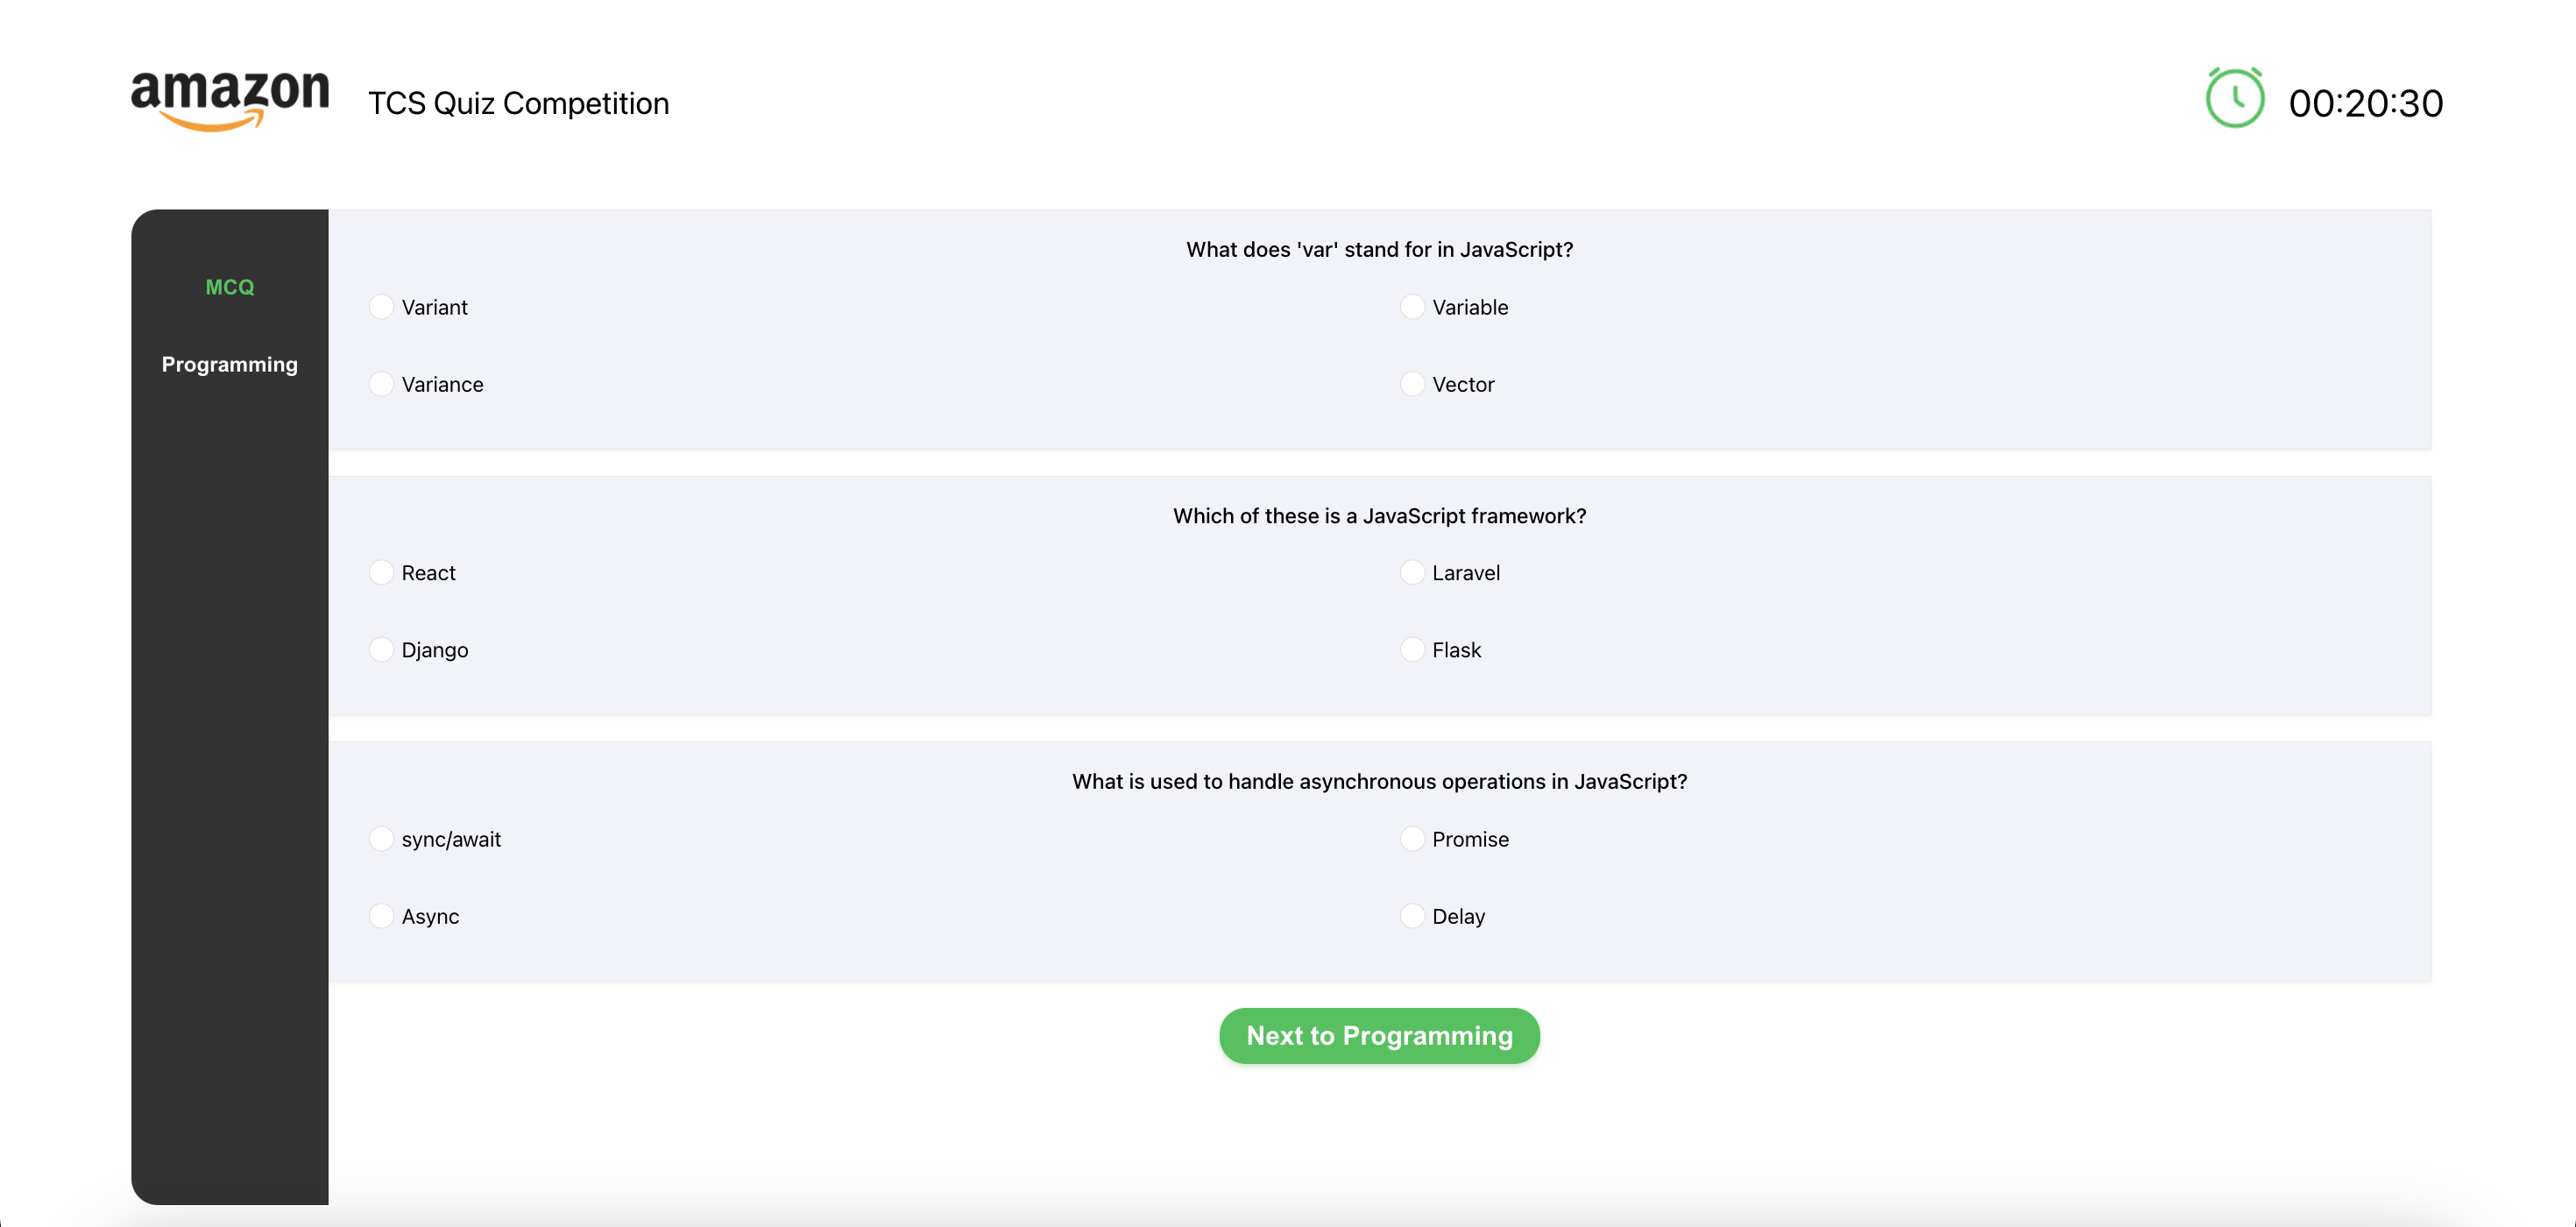 amazon
TCS Quiz Competition
00:20:30
MCQ
Programming
What does 'var' stand for in JavaScript?
Variant
Variable
Variance
Vector
Which of these is a JavaScript framework?
React
Laravel
Django
Flask
What is used to handle asynchronous operations in JavaScript?
sync/await
Promise
Async
Delay
Next to Programming